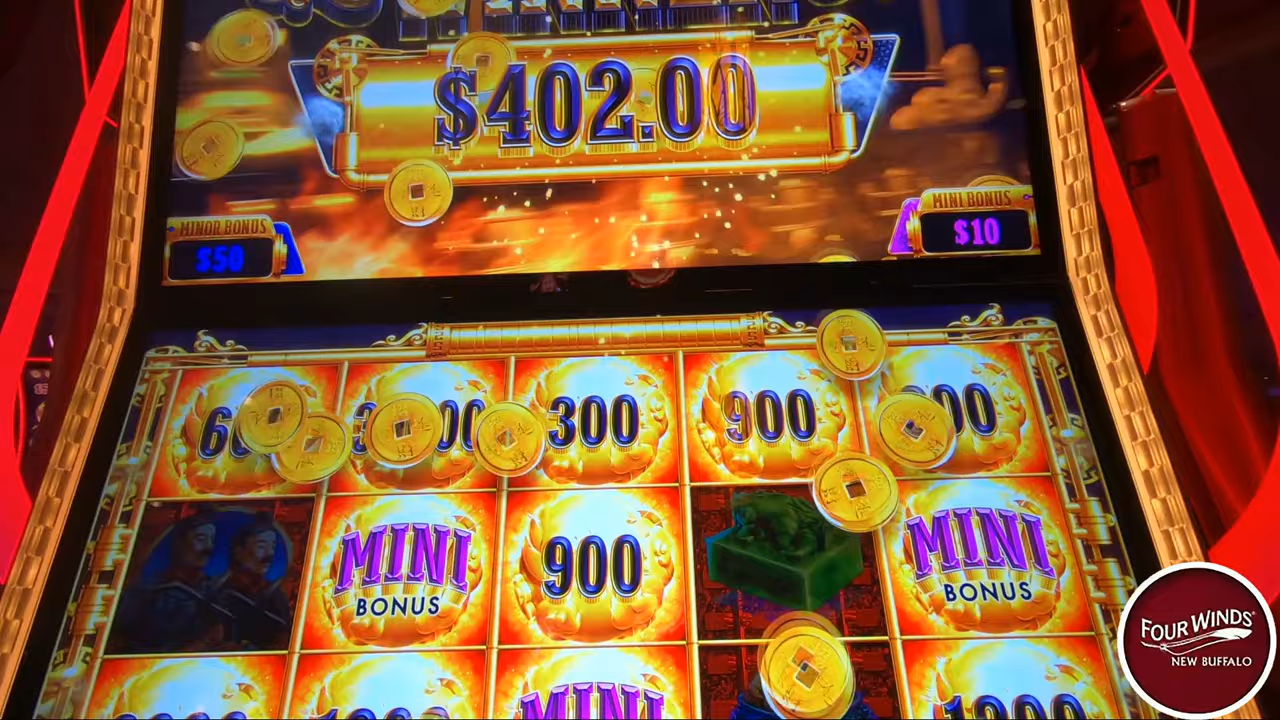 $402.00
MINOR BONUS
$50
MINI BONUS
$10
300
900
MINI
BONUS
900
MINI
BONUS
MINI
FOUR WINDS®
NEW BUFFALO